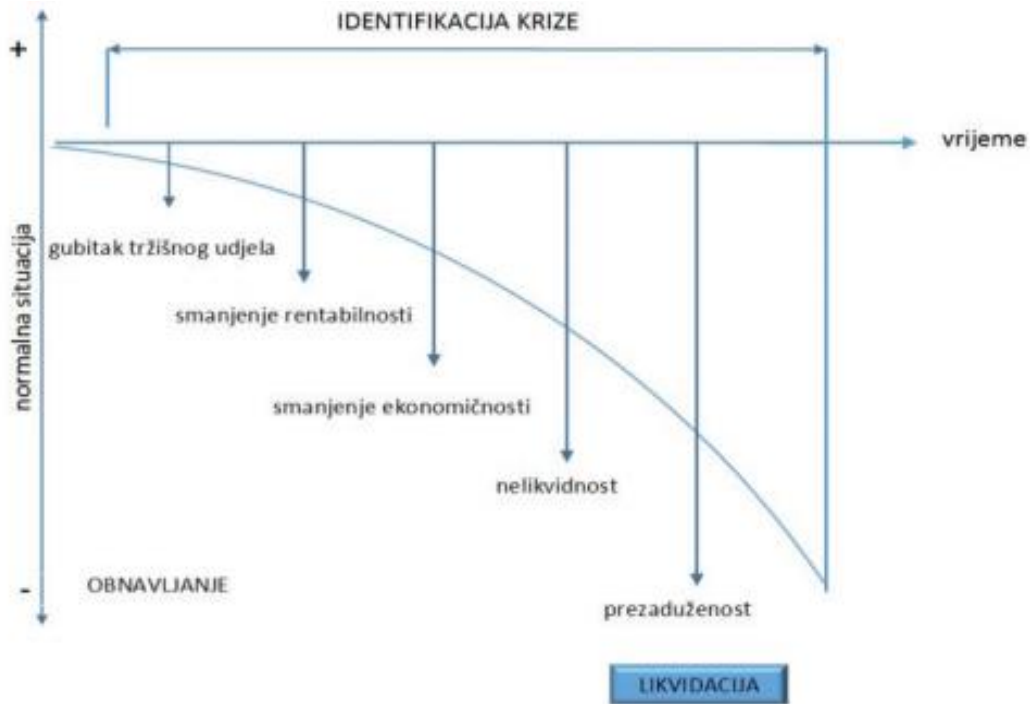 IDENTIFIKACIJA KRIZE
+
vrijeme
normalna situacija
gubitak tržišnog udjela
smanjenje rentabilnosti
smanjenje ekonomičnosti
nelikvidnost
-
OBNAVLJANJE
prezaduženost
LIKVIDACIJA